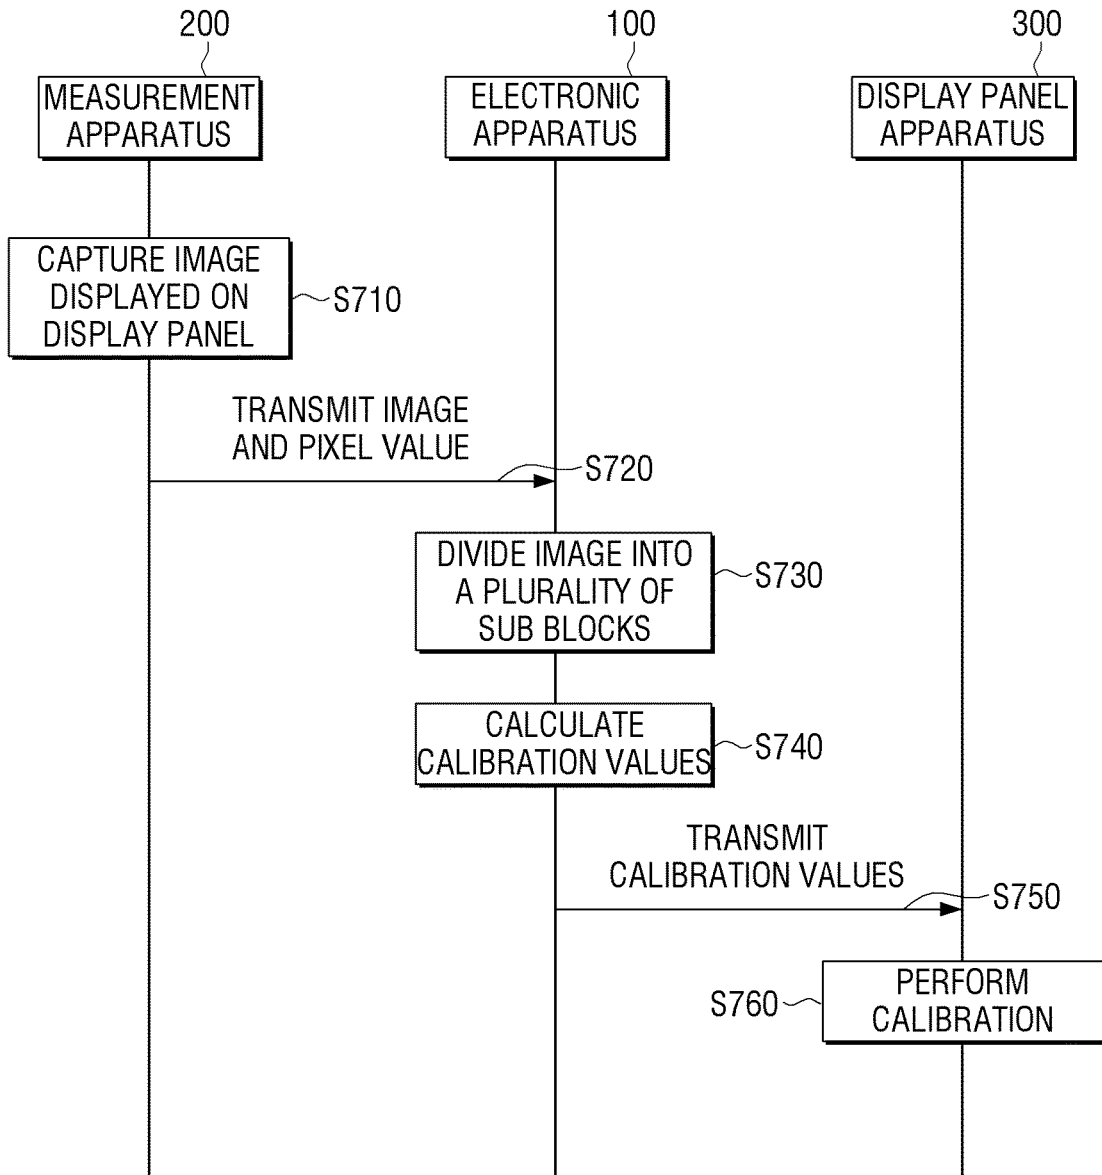 200
100
300
MEASUREMENT
APPARATUS
ELECTRONIC
APPARATUS
DISPLAY PANEL
APPARATUS
CAPTURE IMAGE
DISPLAYED ON
DISPLAY PANEL
S710
TRANSMIT IMAGE
AND PIXEL VALUE
S720
DIVIDE IMAGE INTO
A PLURALITY OF
SUB BLOCKS
S730
CALCULATE
CALIBRATION VALUES
S740
TRANSMIT
CALIBRATION VALUES
S750
S760
PERFORM
CALIBRATION